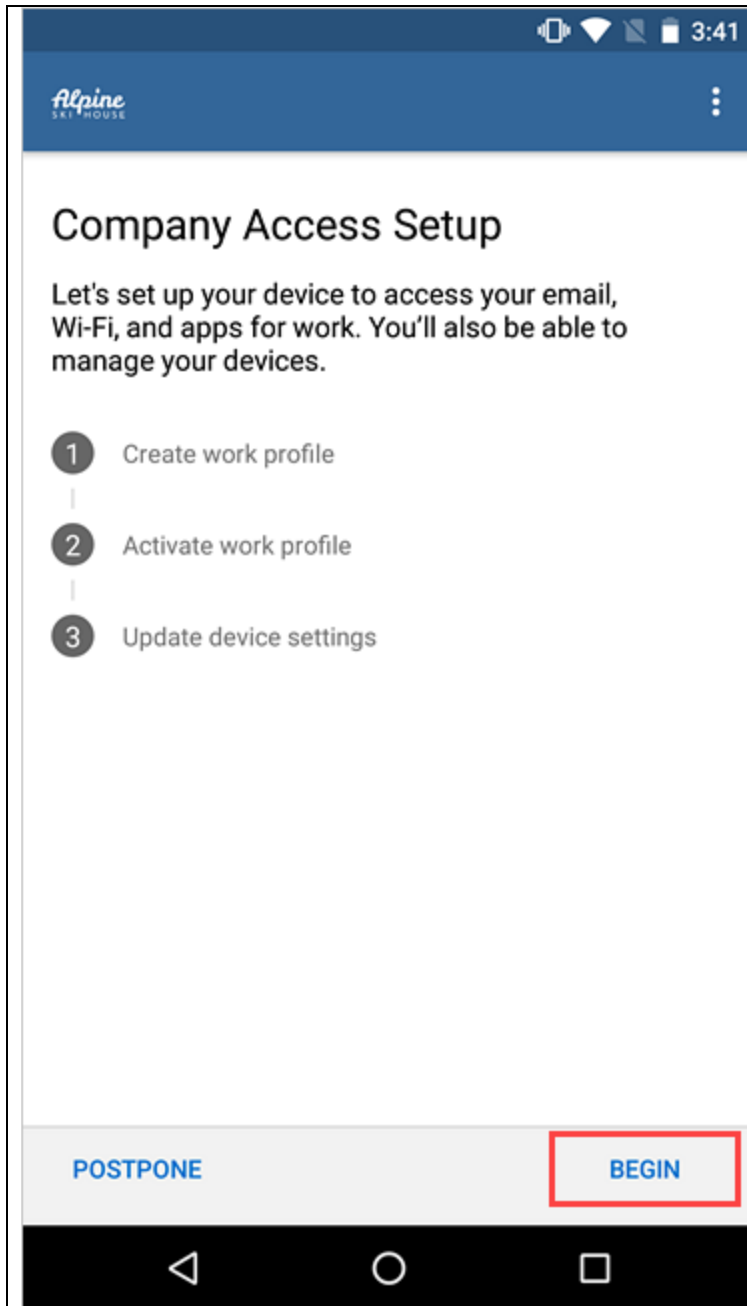 3:41
Alpine
SKI HOUSE
Company Access Setup
Let's set up your device to access your email,
Wi-Fi, and apps for work. You’ll also be able to
manage your devices.
1 Create work profile
2 Activate work profile
3 Update device settings
POSTPONE BEGIN